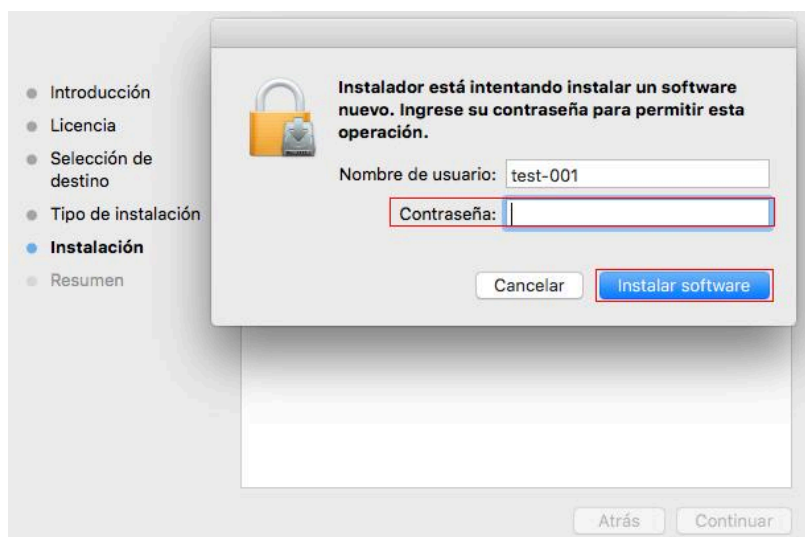 Introducción
Licencia
Selección de
destino
Tipo de instalación
Instalación
Resumen
Instalador está intentando instalar un software
nuevo. Ingrese su contraseña para permitir esta
operación.
Nombre de usuario: test-001
Contraseña:
Cancelar Instalar software
Atrás Continuar